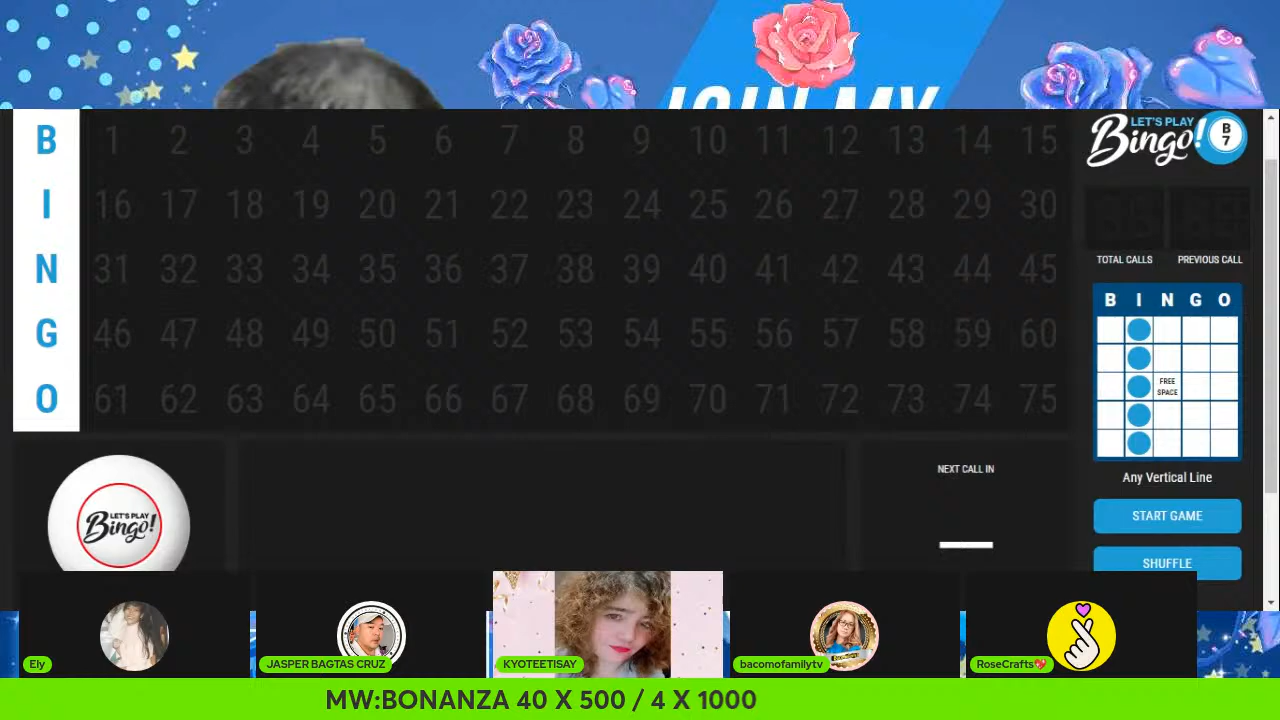 JOIN MY
B 1 2 3 4 5 6 7 8 9 10 11 12 13 14 15
I 16 17 18 19 20 21 22 23 24 25 26 27 28 29 30
N 31 32 33 34 35 36 37 38 39 40 41 42 43 44 45
G 46 47 48 49 50 51 52 53 54 55 56 57 58 59 60
O 61 62 63 64 65 66 67 68 69 70 71 72 73 74 75
LET'S PLAY
Bingo!
B
7
TOTAL CALLS PREVIOUS CALL
B I N G O
FREE
SPACE
Any Vertical Line
START GAME
SHUFFLE
LET'S PLAY
Bingo!
NEXT CALL IN
Ely
JASPER BAGTAS CRUZ
KYOTEETISAY
bacomofamilytv
RoseCrafts💖
MW:BONANZA 40 X 500 / 4 X 1000